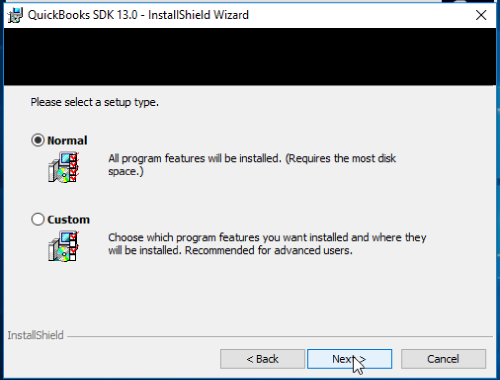 QuickBooks SDK 13.0 - InstallShield Wizard
Please select a setup type.
Normal
All program features will be installed. (Requires the most disk
space.)
Custom
Choose which program features you want installed and where they
will be installed. Recommended for advanced users.
InstallShield
< Back
Next >
Cancel